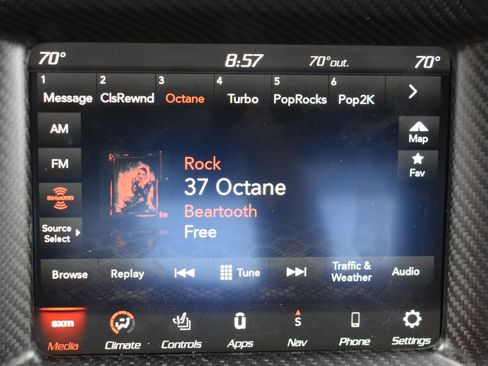 70° 8:57 70°out. 70°
1 2 3 4 5 6
Message ClsRewnd Octane Turbo PopRocks Pop2K
AM
Map
FM
Rock
Fav
37 Octane
SiriusXM
Beartooth
Source
Select
Free
Browse Replay Tune Traffic &
Weather Audio
sxm S
Media Climate Controls Apps Nav Phone Settings